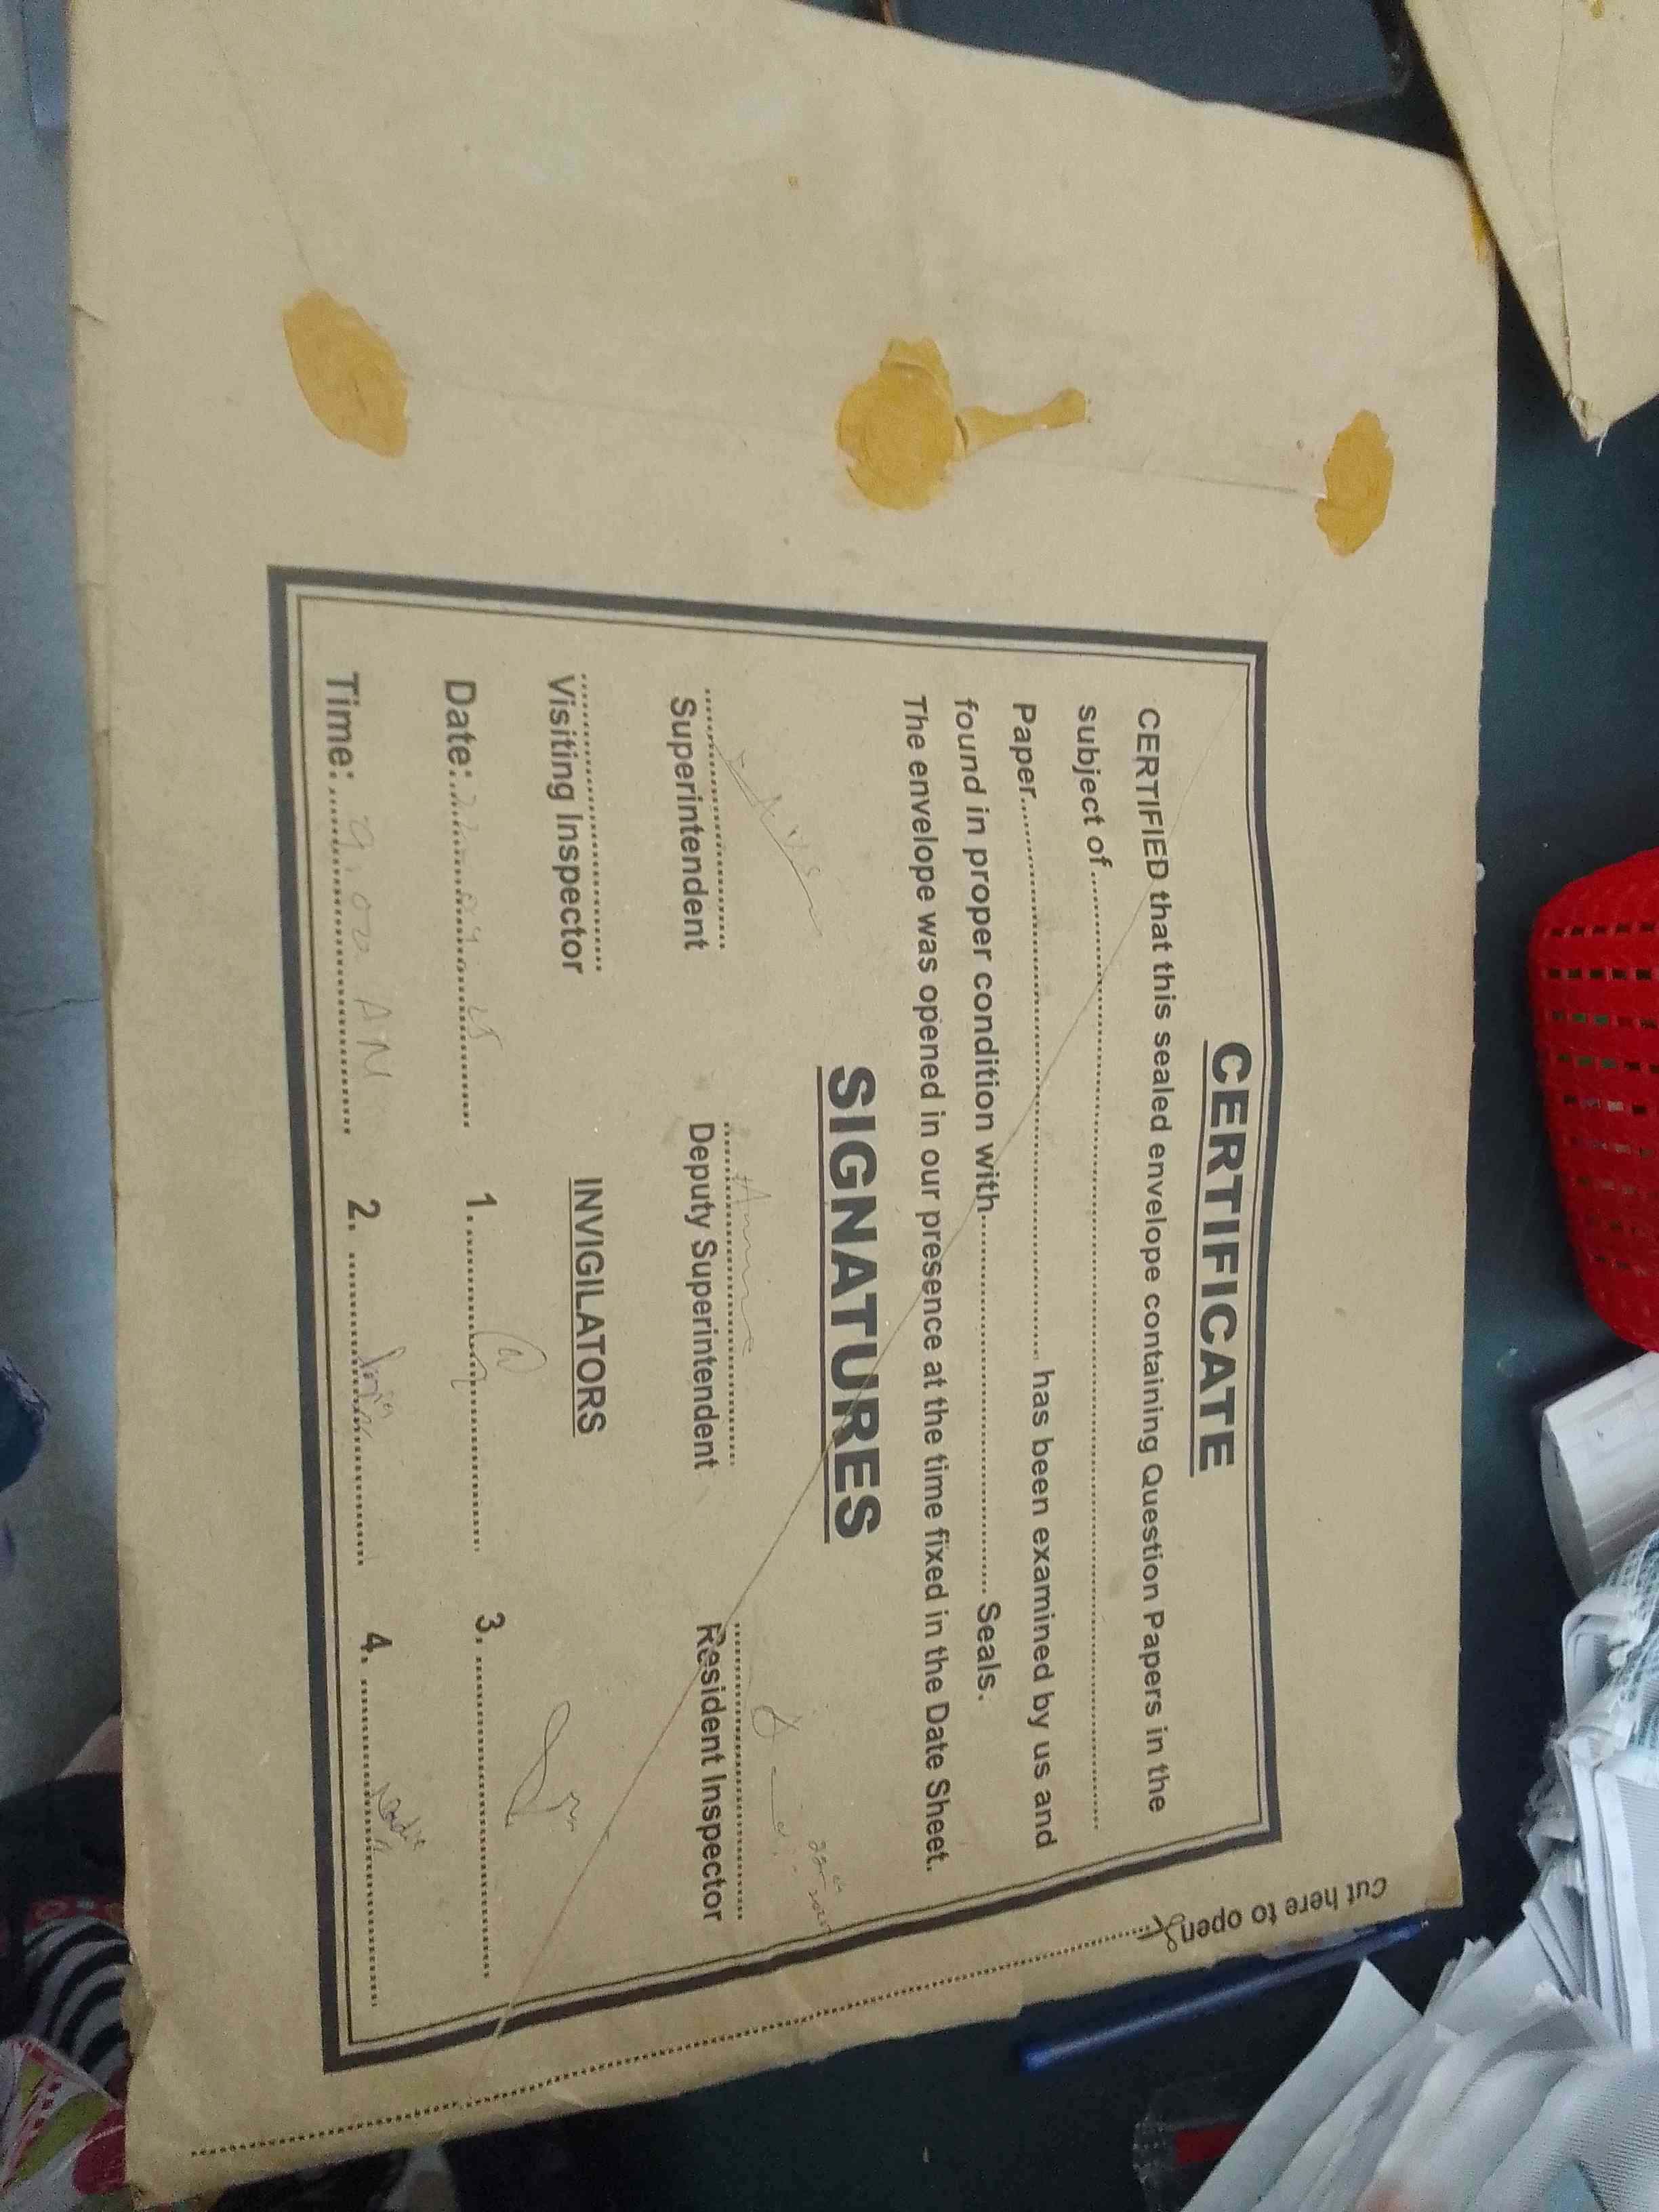 CERTIFICATE
CERTIFIED that this sealed envelope containing Question Papers in the
subject of..........................................................................
Paper.................................................. has been examined by us and
found in proper condition with.................................... Seals.
The envelope was opened in our presence at the time fixed in the Date Sheet.
SIGNATURES
Amina
Superintendent Deputy Superintendent Resident Inspector
Visiting Inspector INVIGILATORS
Date: 1. 3.
Time: 9:00 AM 2. 4.
Cut here to open